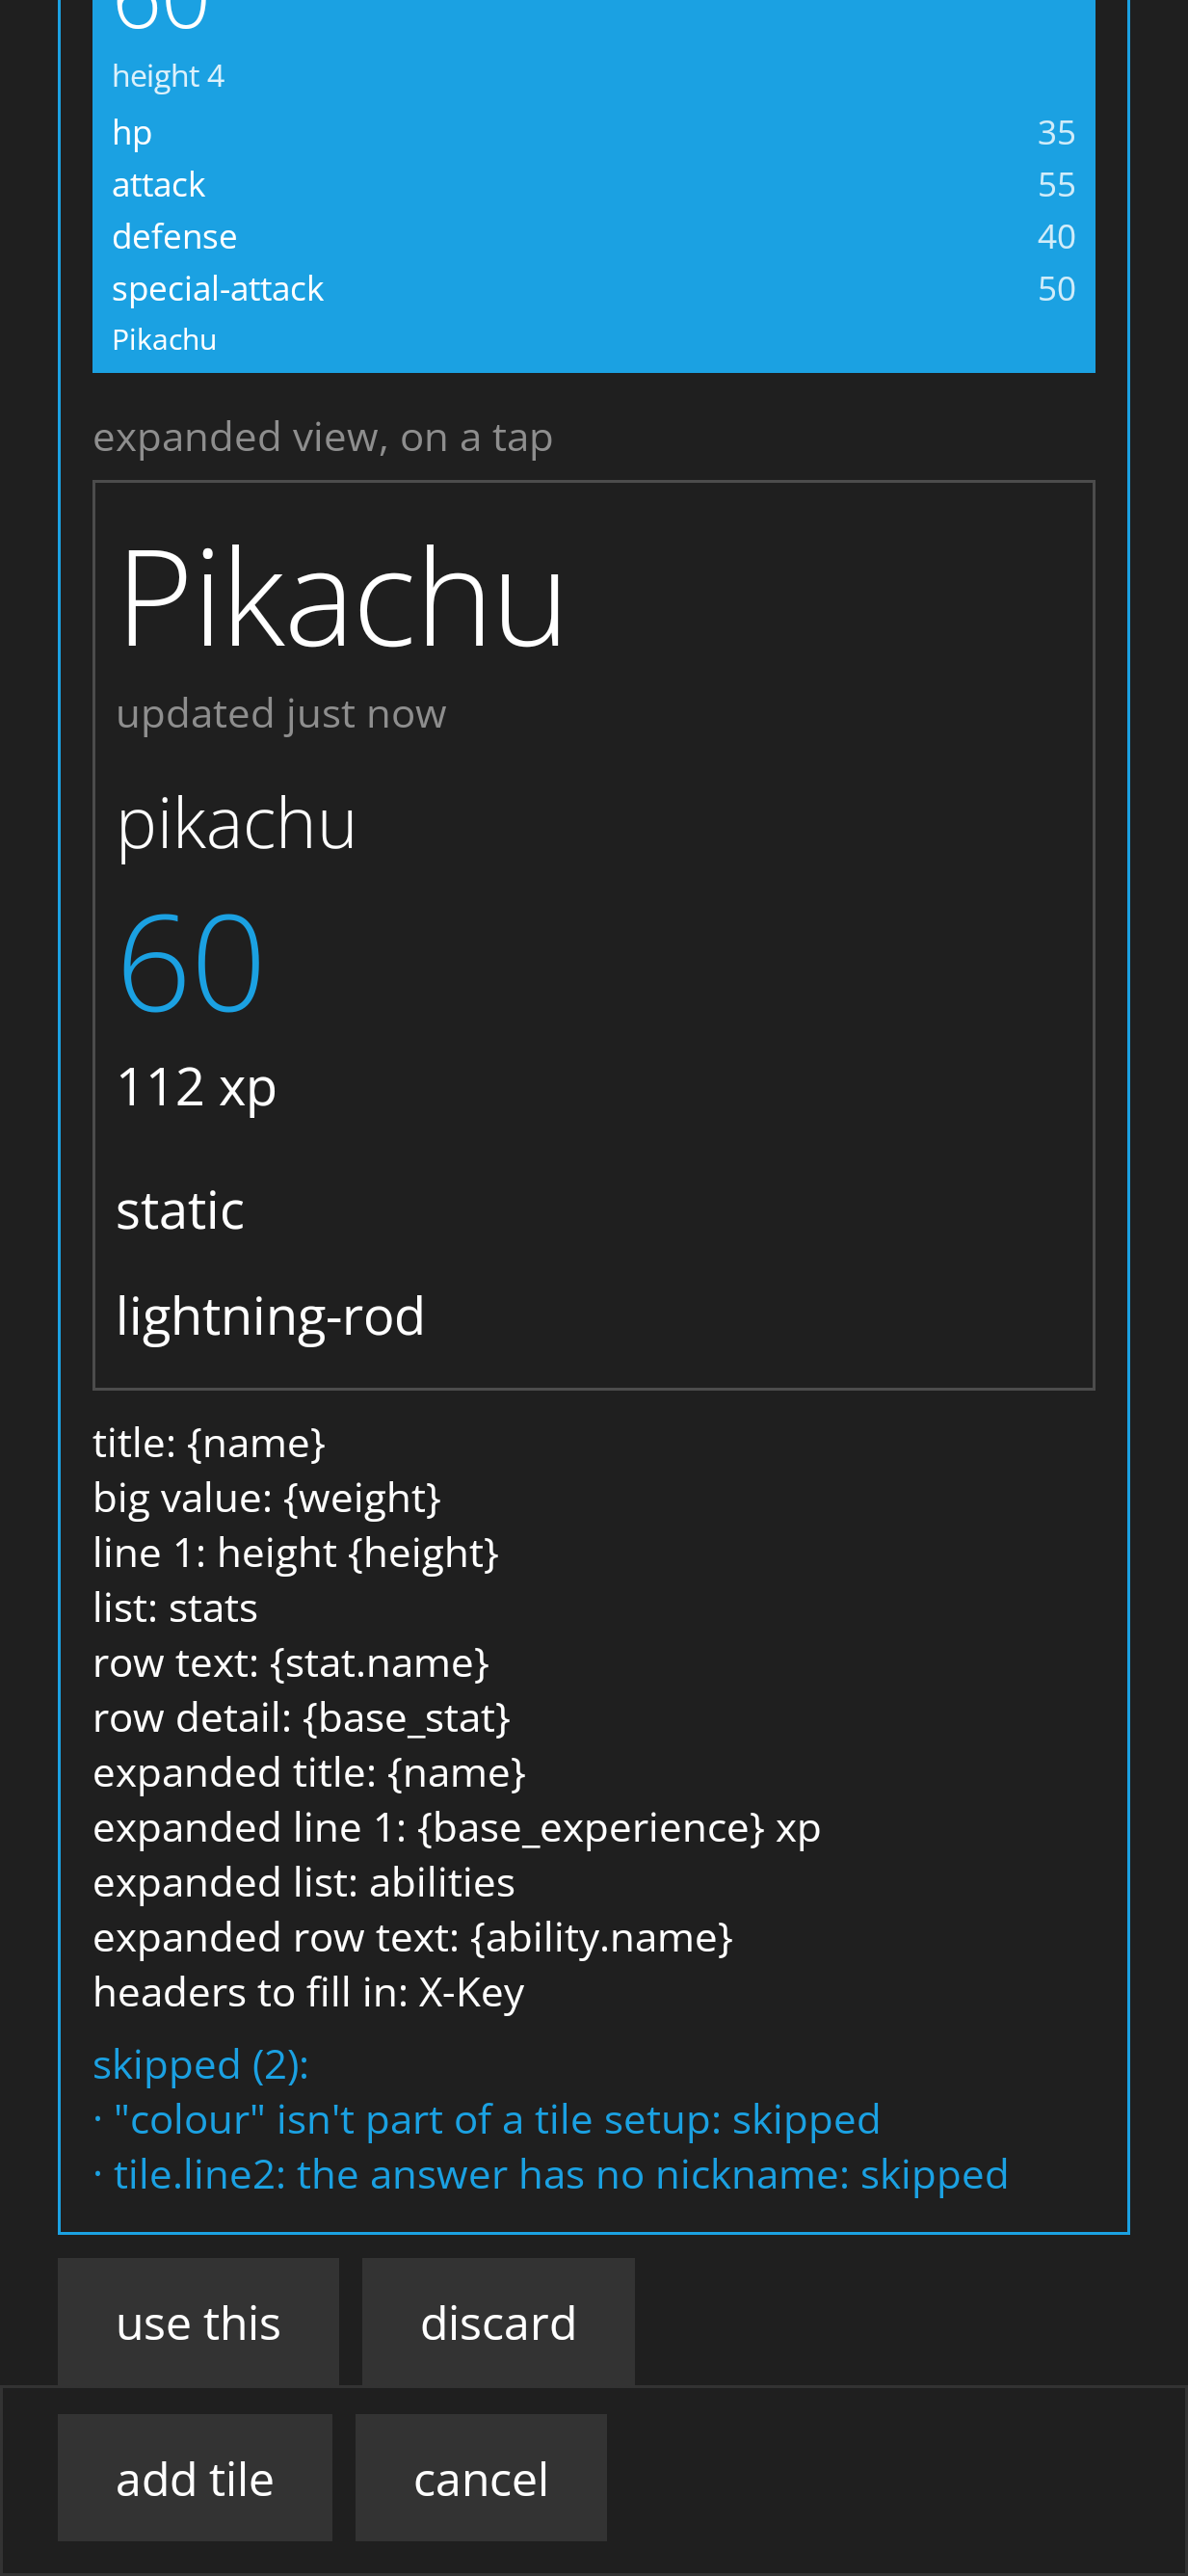 60
height 4
hp 35
attack 55
defense 40
special-attack 50
Pikachu
expanded view, on a tap
Pikachu
updated just now
pikachu
60
112 xp
static
lightning-rod
title: {name}
big value: {weight}
line 1: height {height}
list: stats
row text: {stat.name}
row detail: {base_stat}
expanded title: {name}
expanded line 1: {base_experience} xp
expanded list: abilities
expanded row text: {ability.name}
headers to fill in: X-Key
skipped (2):
· "colour" isn't part of a tile setup: skipped
· tile.line2: the answer has no nickname: skipped
use this discard
add tile cancel